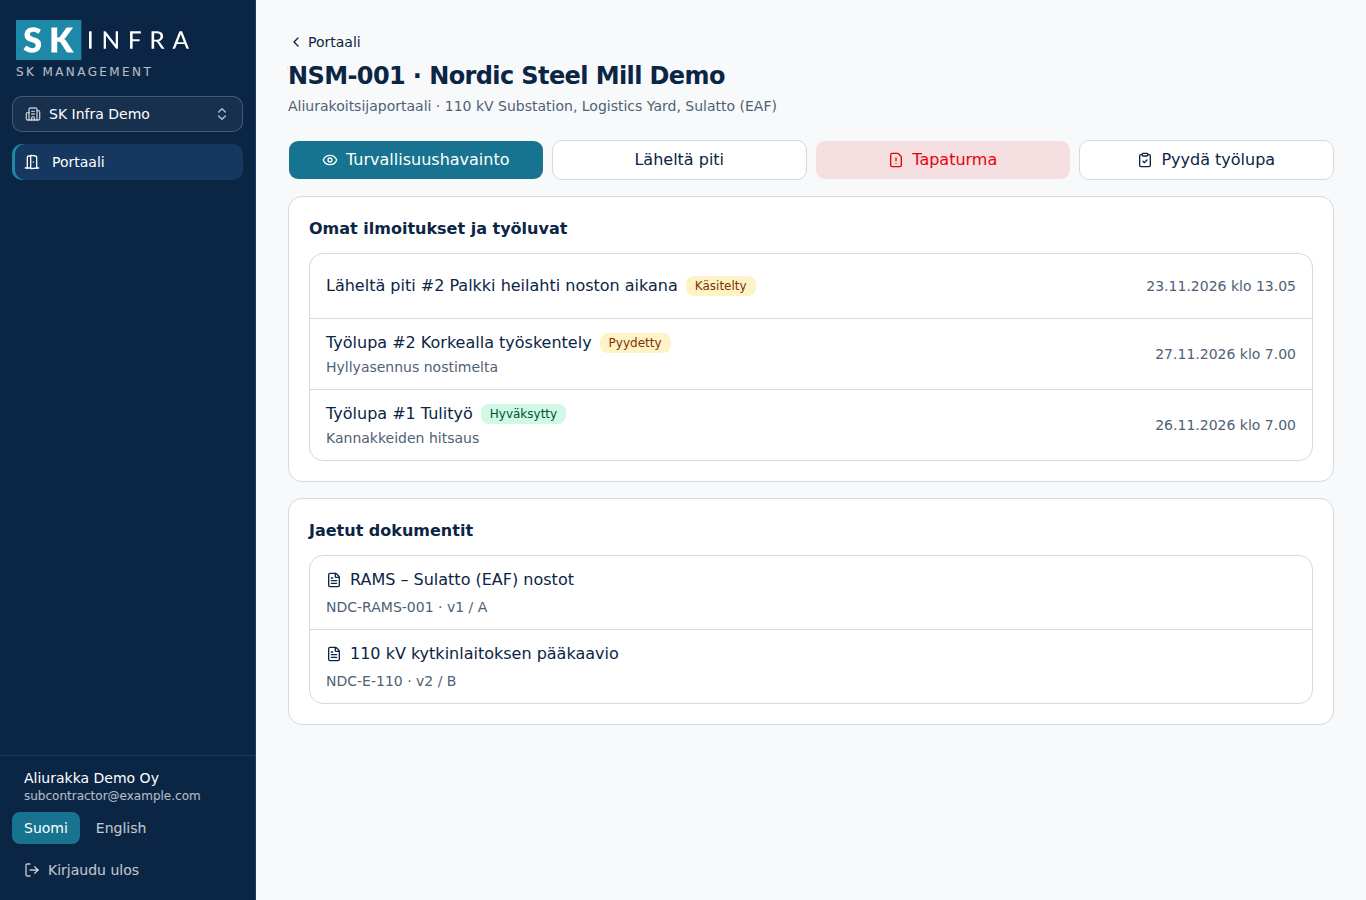 SK INFRA
SK MANAGEMENT
SK Infra Demo
Portaali
Aliurakka Demo Oy
subcontractor@example.com
Suomi English
Kirjaudu ulos
Portaali
NSM-001 · Nordic Steel Mill Demo
Aliurakoitsijaportaali · 110 kV Substation, Logistics Yard, Sulatto (EAF)
Turvallisuushavainto Läheltä piti Tapaturma Pyydä työlupa
Omat ilmoitukset ja työluvat
Läheltä piti #2 Palkki heilahti noston aikana Käsitelty 23.11.2026 klo 13.05
Työlupa #2 Korkealla työskentely Pyydetty
Hyllyasennus nostimelta 27.11.2026 klo 7.00
Työlupa #1 Tulityö Hyväksytty
Kannakkeiden hitsaus 26.11.2026 klo 7.00
Jaetut dokumentit
RAMS – Sulatto (EAF) nostot
NDC-RAMS-001 · v1 / A
110 kV kytkinlaitoksen pääkaavio
NDC-E-110 · v2 / B